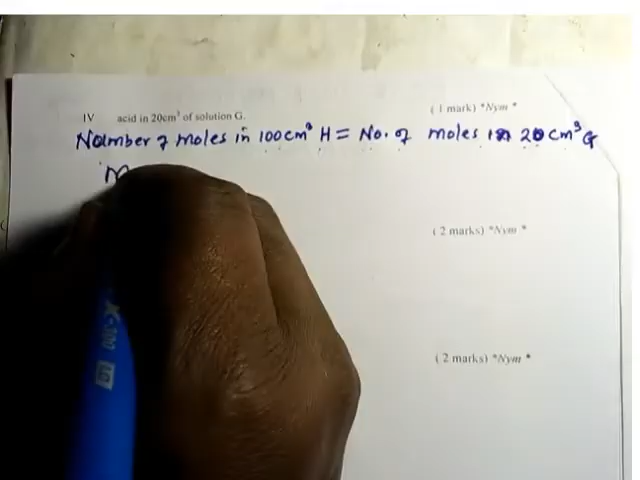 IV acid in 20cm³ of solution G. ( 1 mark) *Nym *
Number of moles in 100cm³ H = No. of moles in 20cm³ G
M
( 2 marks) *Nym *
X-100
( 2 marks) *Nym *